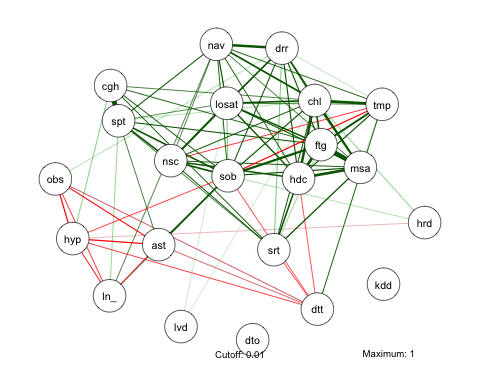 nav
drr
cgh
losat
chl
tmp
spt
ftg
nsc
sob
hdc
msa
obs
hrd
hyp
ast
srt
kdd
ln_
dtt
lvd
dto
Cutoff: 0.01
Maximum: 1